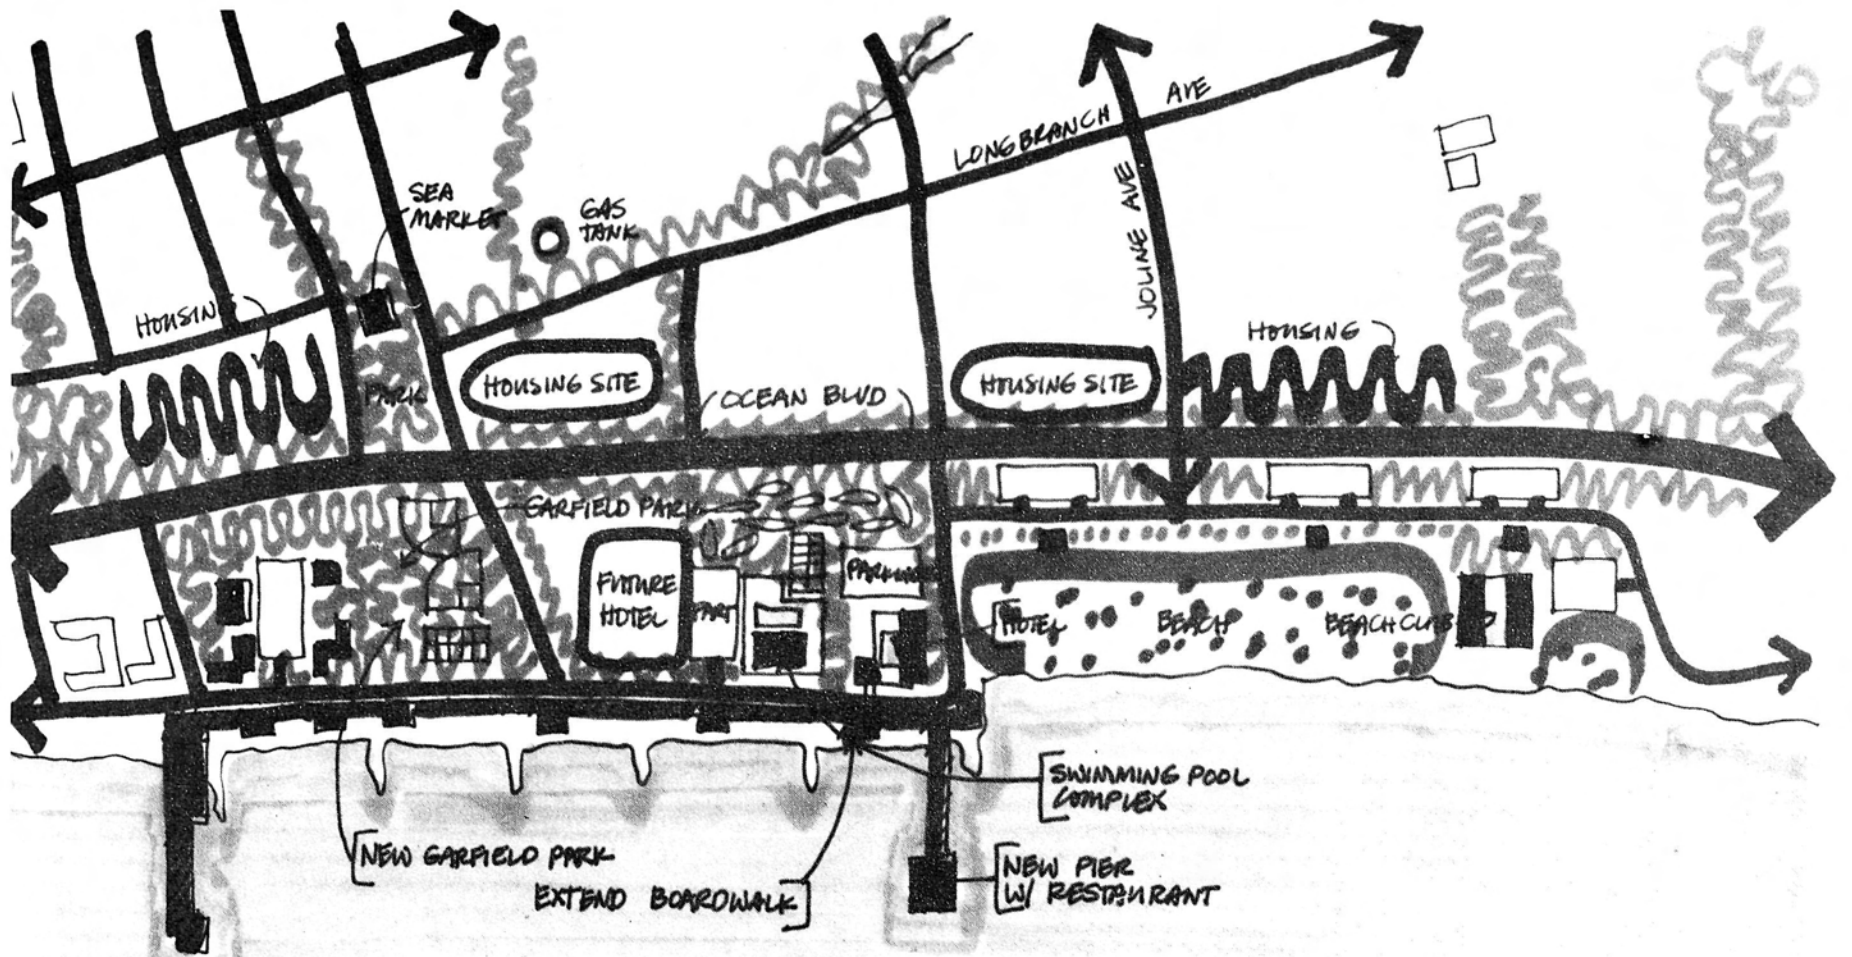 LONGBRANCH AVE
JOLINE AVE
SEA
MARKET
GAS
TANK
HOUSING
HOUSING
PARK
HOUSING SITE
OCEAN BLVD
HOUSING SITE
GARFIELD PARK
FUTURE
HOTEL
PARKING
HOTEL
BEACH
BEACH CLUB
SWIMMING POOL
COMPLEX
NEW GARFIELD PARK
EXTEND BOARDWALK
NEW PIER
W/ RESTAURANT